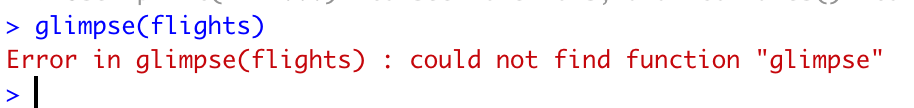 > glimpse(flights)
Error in glimpse(flights) : could not find function "glimpse"
>